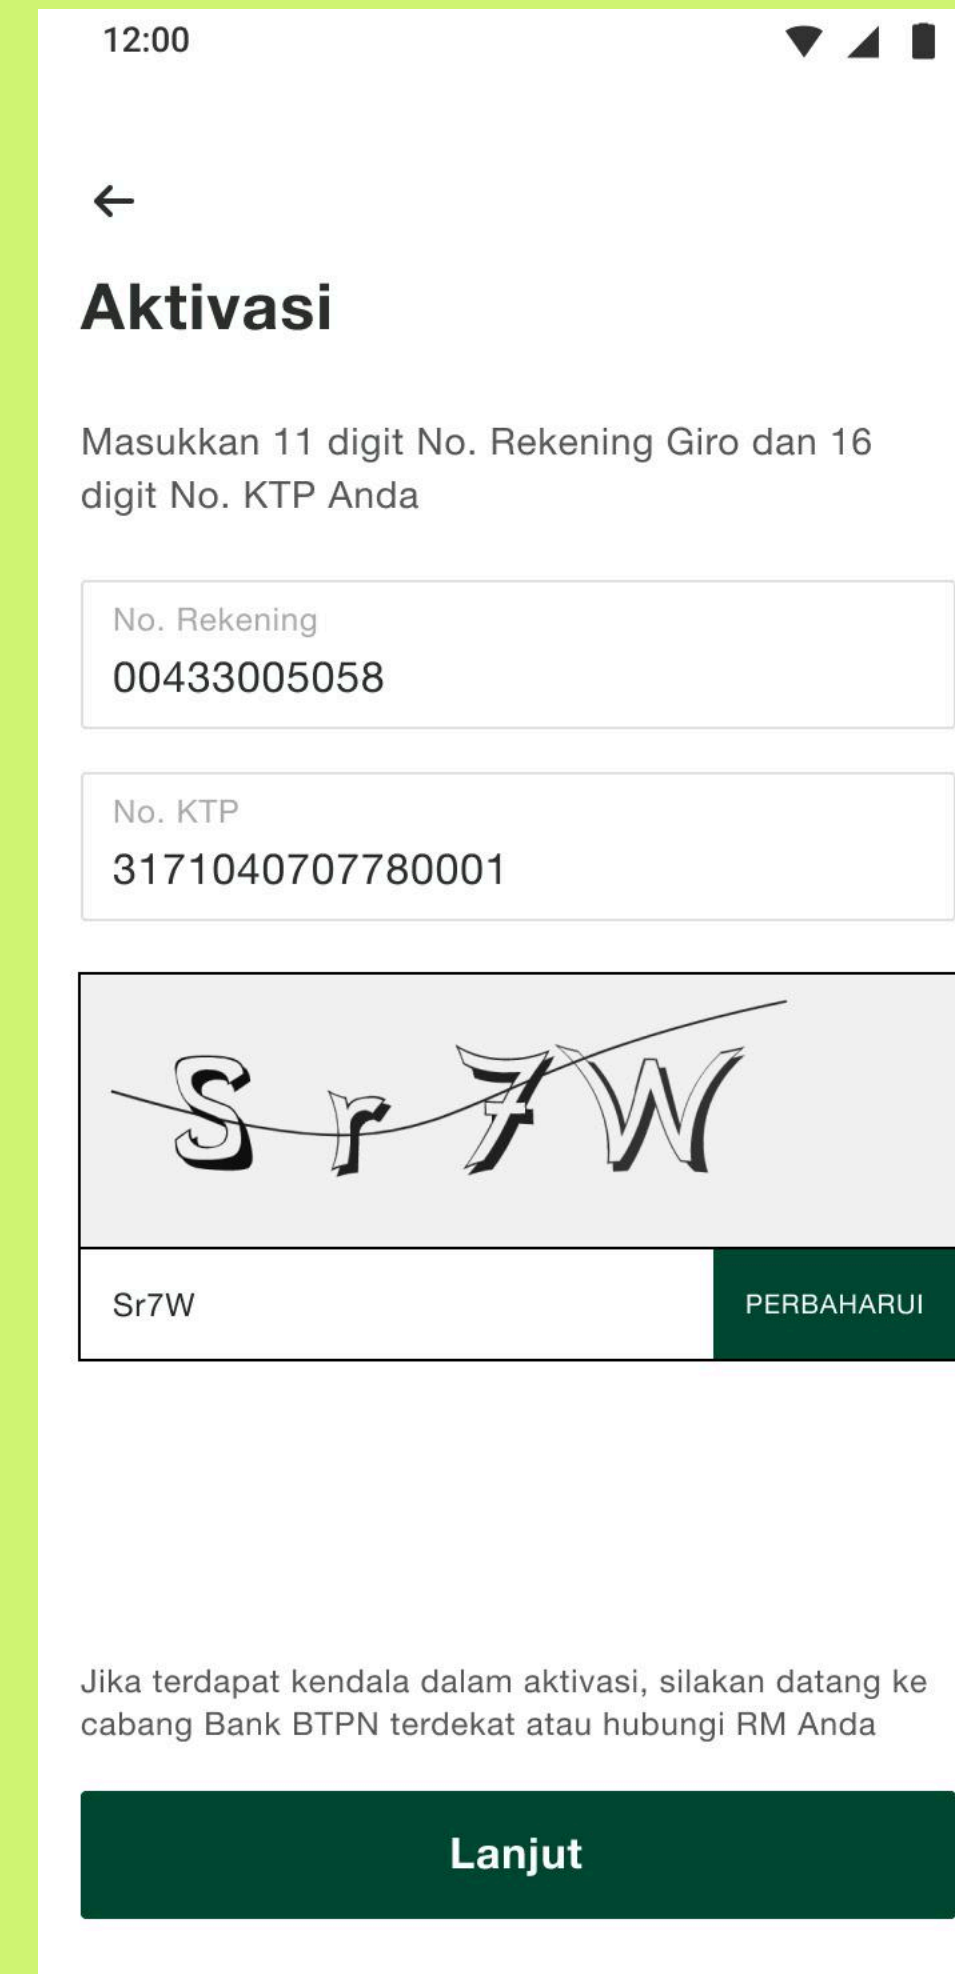 12:00
Aktivasi
Masukkan 11 digit No. Rekening Giro dan 16
digit No. KTP Anda
No. Rekening
00433005058
No. KTP
3171040707780001
Sr7W
Sr7W
PERBAHARUI
Jika terdapat kendala dalam aktivasi, silakan datang ke
cabang Bank BTPN terdekat atau hubungi RM Anda
Lanjut